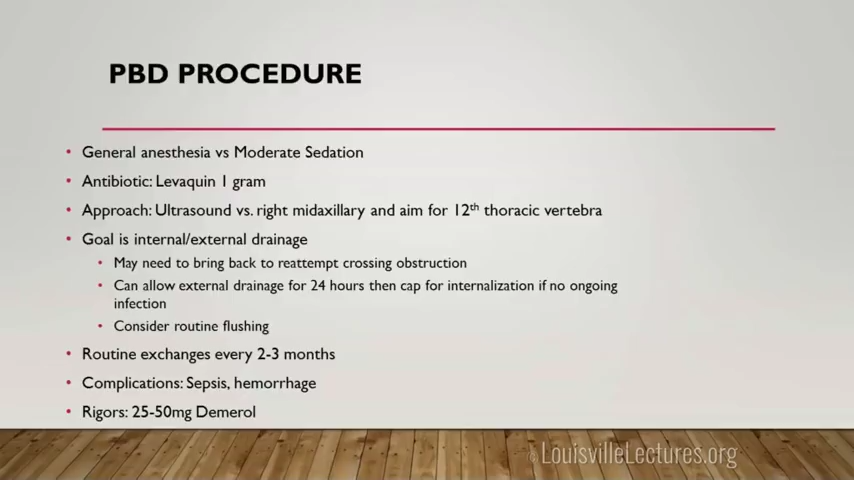 PBD PROCEDURE
• General anesthesia vs Moderate Sedation
• Antibiotic: Levaquin 1 gram
• Approach: Ultrasound vs. right midaxillary and aim for 12th thoracic vertebra
• Goal is internal/external drainage
• May need to bring back to reattempt crossing obstruction
• Can allow external drainage for 24 hours then cap for internalization if no ongoing
infection
• Consider routine flushing
• Routine exchanges every 2-3 months
• Complications: Sepsis, hemorrhage
• Rigors: 25-50mg Demerol
© LouisvilleLectures.org